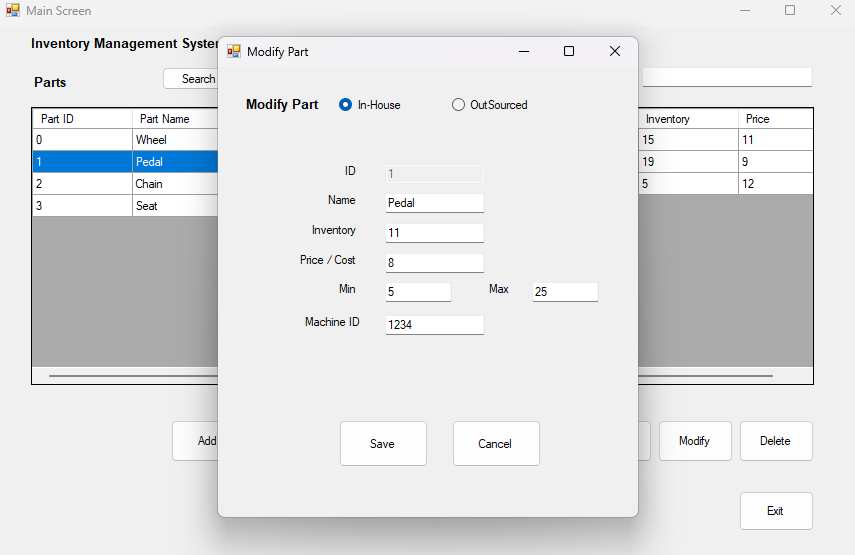 Main Screen
Inventory Management System
Modify Part
Parts
Search
Modify Part
In-House
OutSourced
Part ID
Part Name
Inventory
Price
0
Wheel
15
11
1
Pedal
19
9
2
Chain
5
12
3
Seat
ID
1
Name
Pedal
Inventory
11
Price / Cost
8
Min
5
Max
25
Machine ID
1234
Add
Save
Cancel
Modify
Delete
Exit